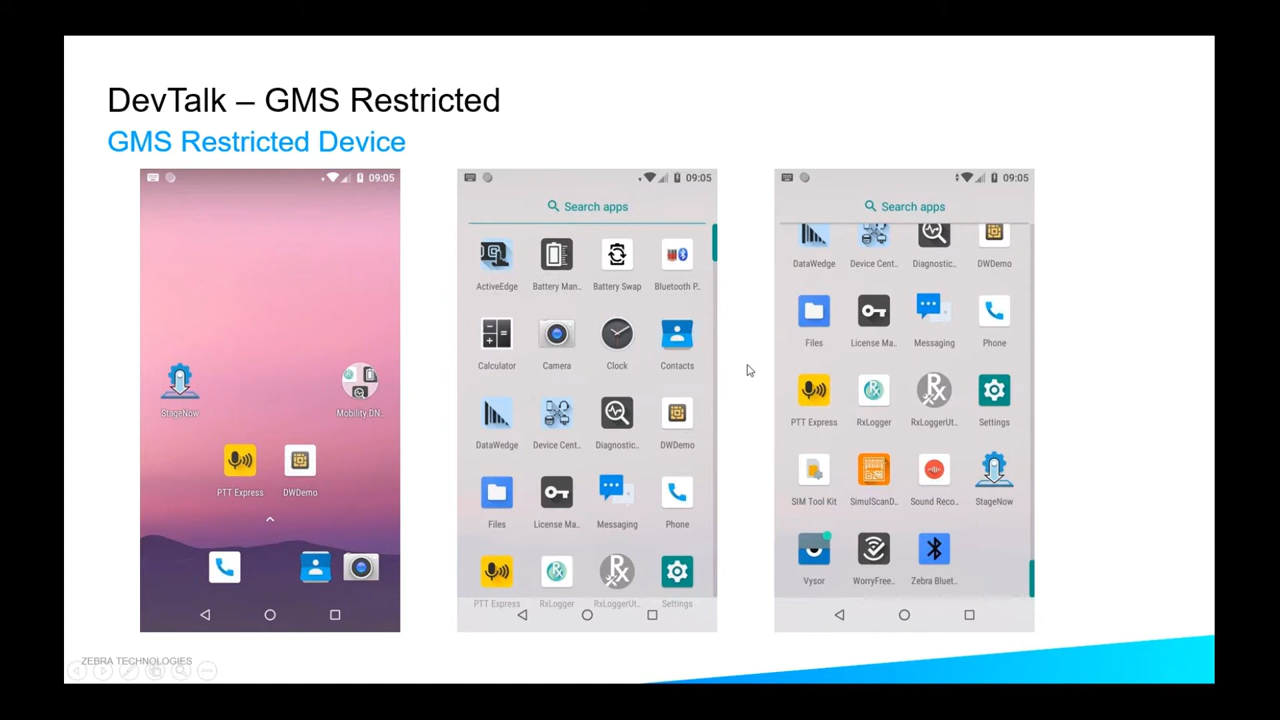 DevTalk – GMS Restricted
GMS Restricted Device
09:05
StageNow
Mobility DN..
PTT Express
DWDemo
09:05
Search apps
ActiveEdge
Battery Man..
Battery Swap
Bluetooth P..
Calculator
Camera
Clock
Contacts
DataWedge
Device Cent..
Diagnostic..
DWDemo
Files
License Ma..
Messaging
Phone
PTT Express
RxLogger
RxLoggerUt..
Settings
09:05
Search apps
DataWedge
Device Cent..
Diagnostic..
DWDemo
Files
License Ma..
Messaging
Phone
PTT Express
RxLogger
RxLoggerUt..
Settings
SIM Tool Kit
SimulScanD..
Sound Reco..
StageNow
Vysor
WorryFree..
Zebra Bluet..
ZEBRA TECHNOLOGIES